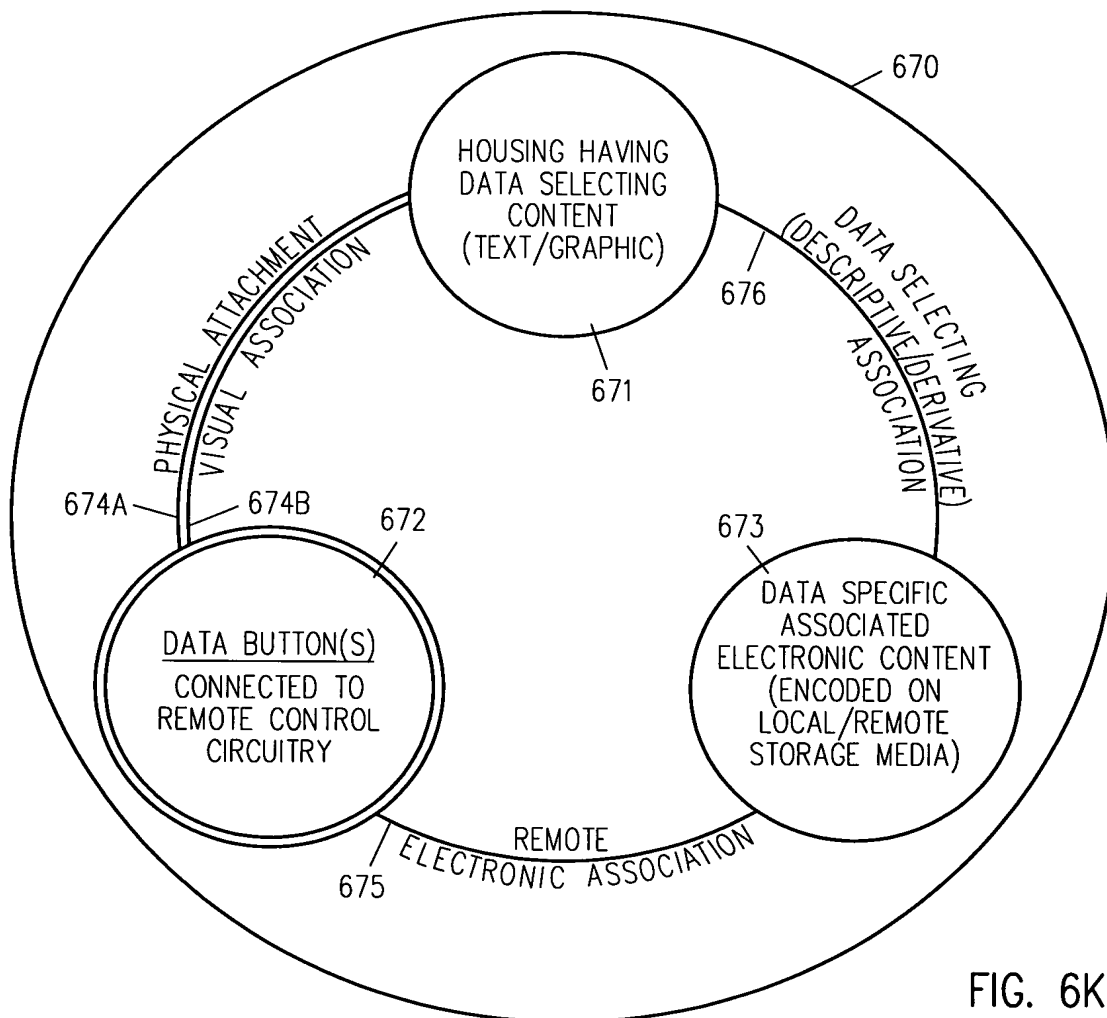 670
HOUSING HAVING
DATA SELECTING
CONTENT
(TEXT/GRAPHIC)
671
PHYSICAL ATTACHMENT
VISUAL ASSOCIATION
676
DATA SELECTING
(DESCRIPTIVE/DERIVATIVE)
ASSOCIATION
674A
674B
672
673
DATA BUTTON(S)
CONNECTED TO
REMOTE CONTROL
CIRCUITRY
DATA SPECIFIC
ASSOCIATED
ELECTRONIC CONTENT
(ENCODED ON
LOCAL/REMOTE
STORAGE MEDIA)
REMOTE
ELECTRONIC ASSOCIATION
675
FIG. 6K